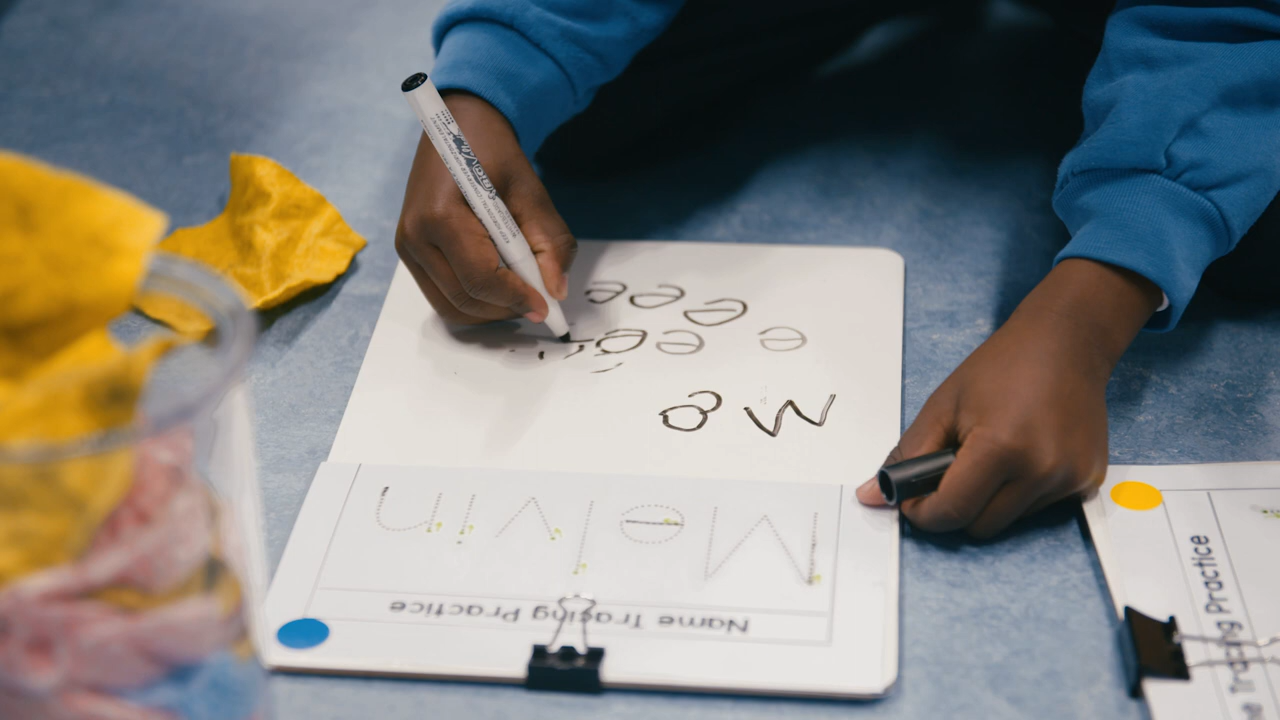 Name Tracing Practice
Melvin
Me
e e e
e e e
Tracing Practice